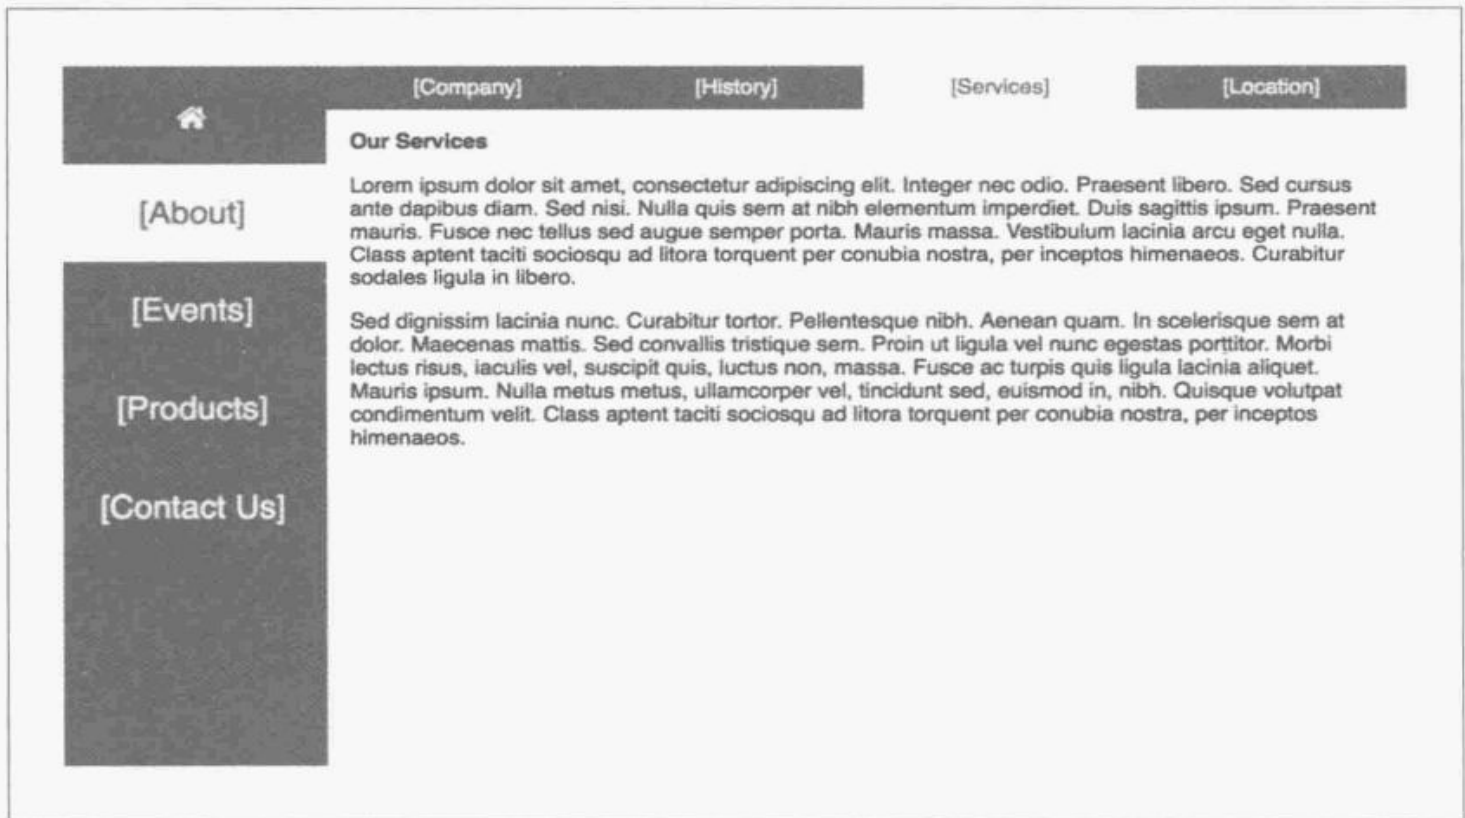 [Company]
[History]
[Services]
[Location]
[About]
[Events]
[Products]
[Contact Us]
Our Services
Lorem ipsum dolor sit amet, consectetur adipiscing elit. Integer nec odio. Praesent libero. Sed cursus
ante dapibus diam. Sed nisi. Nulla quis sem at nibh elementum imperdiet. Duis sagittis ipsum. Praesent
mauris. Fusce nec tellus sed augue semper porta. Mauris massa. Vestibulum lacinia arcu eget nulla.
Class aptent taciti sociosqu ad litora torquent per conubia nostra, per inceptos himenaeos. Curabitur
sodales ligula in libero.
Sed dignissim lacinia nunc. Curabitur tortor. Pellentesque nibh. Aenean quam. In scelerisque sem at
dolor. Maecenas mattis. Sed convallis tristique sem. Proin ut ligula vel nunc egestas porttitor. Morbi
lectus risus, iaculis vel, suscipit quis, luctus non, massa. Fusce ac turpis quis ligula lacinia aliquet.
Mauris ipsum. Nulla metus metus, ullamcorper vel, tincidunt sed, euismod in, nibh. Quisque volutpat
condimentum velit. Class aptent taciti sociosqu ad litora torquent per conubia nostra, per inceptos
himenaeos.